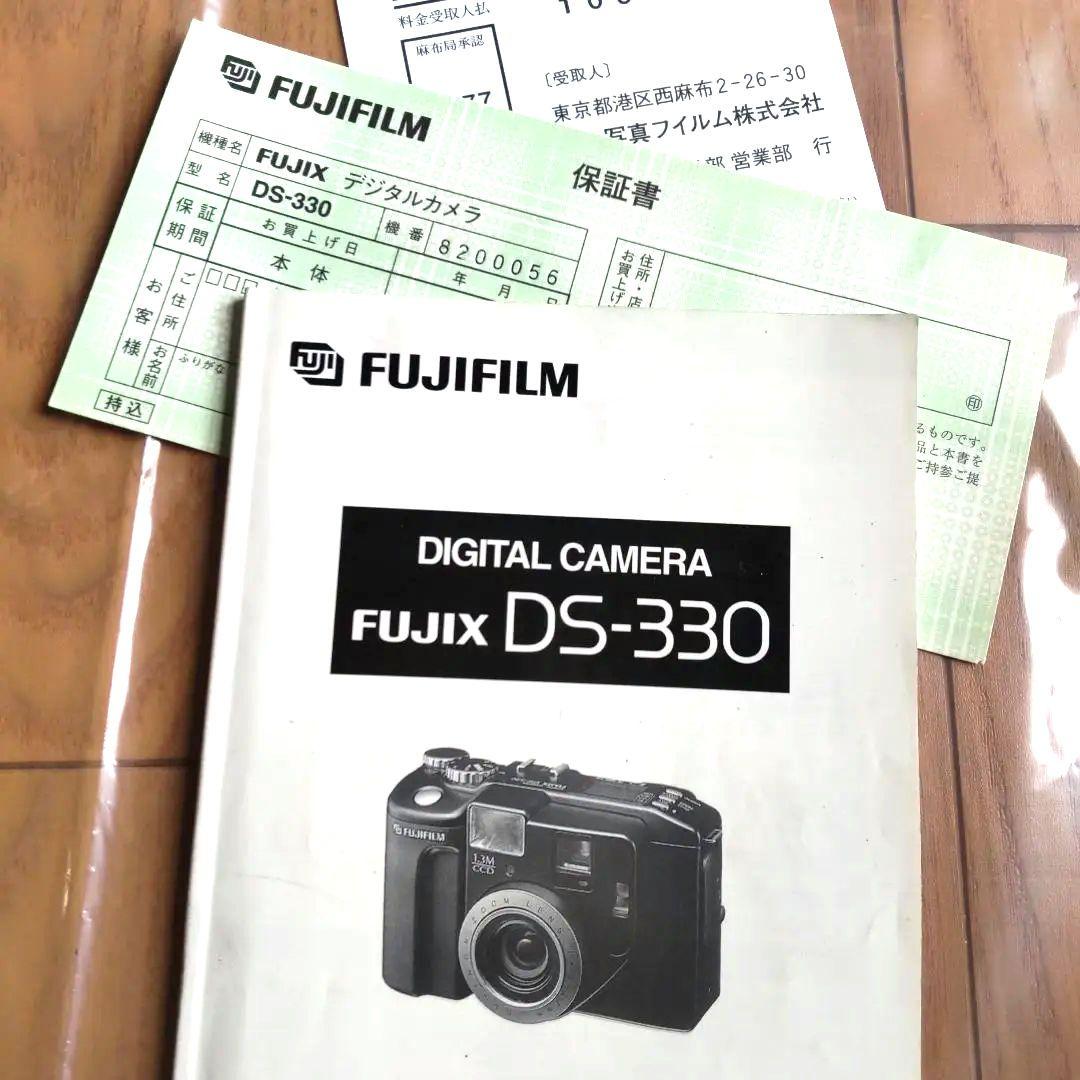 料金受取人払
麻布局承認
77
〔受取人〕
東京都港区西麻布2-26-30
写真フイルム株式会社
部 営業部 行
FUJI FUJIFILM
保証書
機種名 FUJIX デジタルカメラ
型名 DS-330
機番 8200056
保証期間
お買上げ日
年 月 日
本体
お客様
ご住所
ふりがな
お名前
持込
住所・店
お買上げ
印
るものです。
品と本書を
ご持参ご提
FUJI FUJIFILM
DIGITAL CAMERA
FUJIX DS-330
FUJIFILM
1.3M
CCD
ZOOM LENS